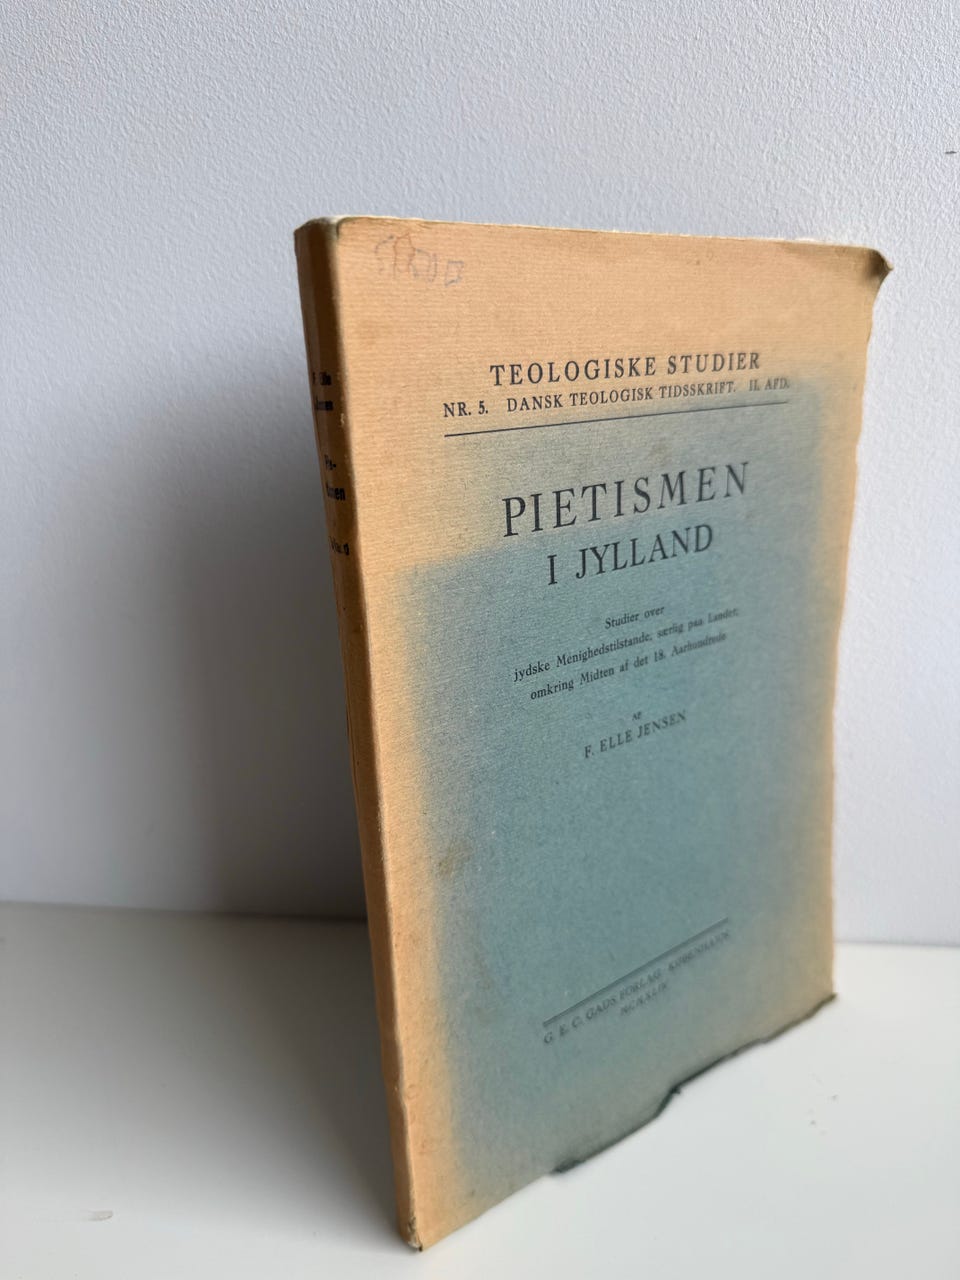 TEOLOGISKE STUDIER
NR. 5. DANSK TEOLOGISK TIDSSKRIFT. II. AFD.
PIETISMEN
I JYLLAND
Studier over
jydske Menighedstilstande, særlig paa Landet,
omkring Midten af det 18. Aarhundrede
AF
F. ELLE JENSEN
G. E. C. GADS FORLAG KØBENHAVN